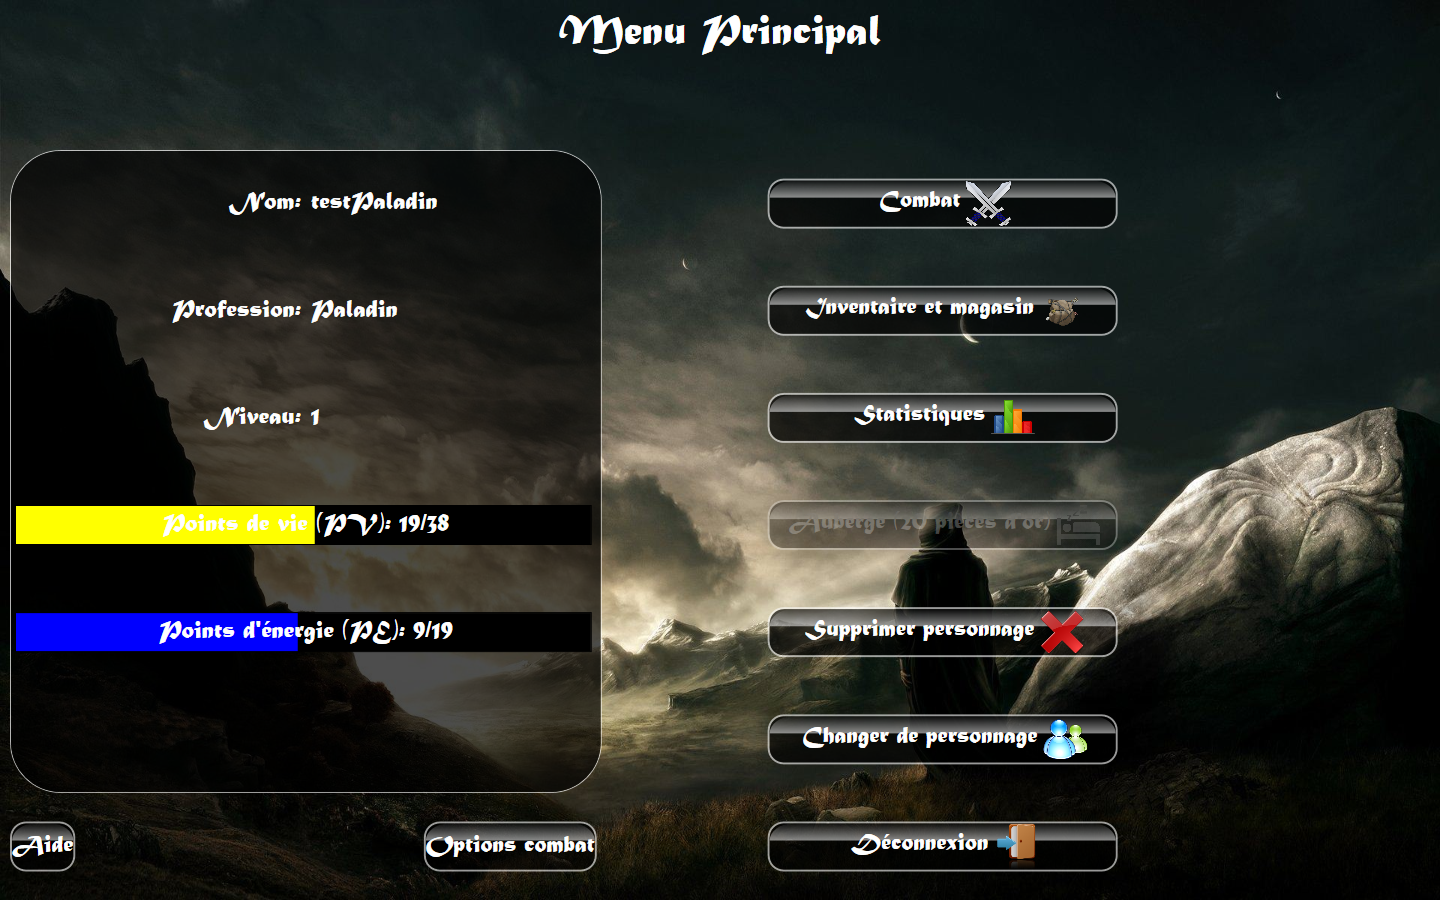 Menu Principal
Nom: testPaladin
Profession: Paladin
Niveau: 1
Points de vie (PV): 19/38
Points d'énergie (PE): 9/19
Combat
Inventaire et magasin
Statistiques
Auberge (20 pièces d'or)
Supprimer personnage
Changer de personnage
Aide
Options combat
Déconnexion